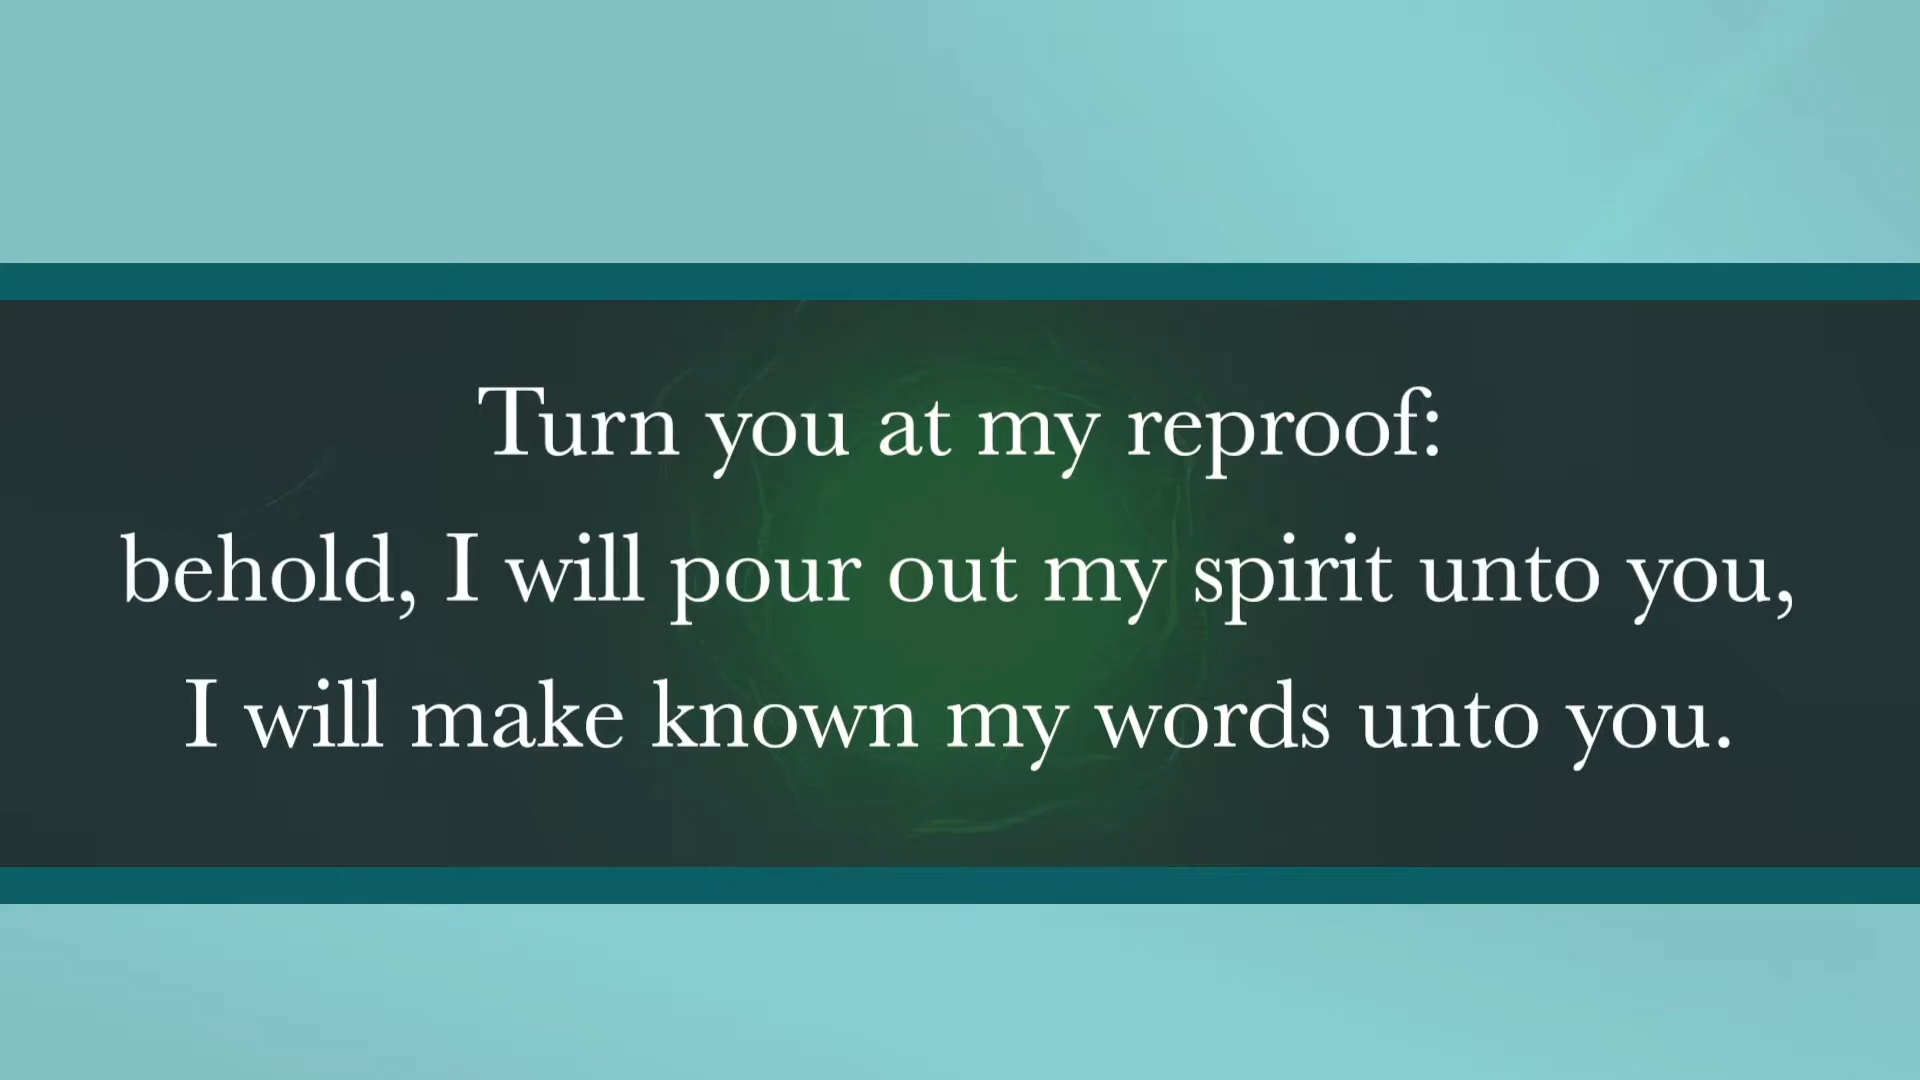 Turn you at my reproof:
behold, I will pour out my spirit unto you,
I will make known my words unto you.